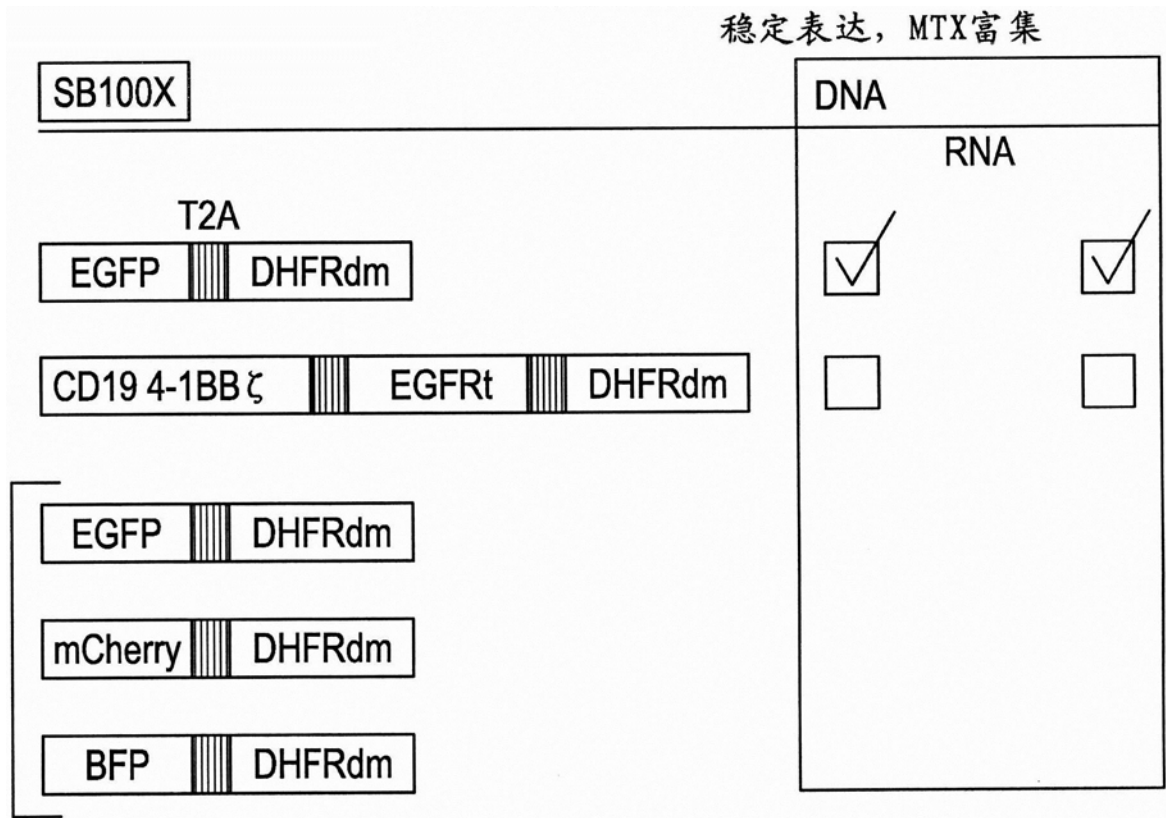 稳定表达, MTX富集
SB100X
DNA
RNA
T2A
EGFP DHFRdm
CD19 4-1BBζ EGFRt DHFRdm
EGFP DHFRdm
mCherry DHFRdm
BFP DHFRdm